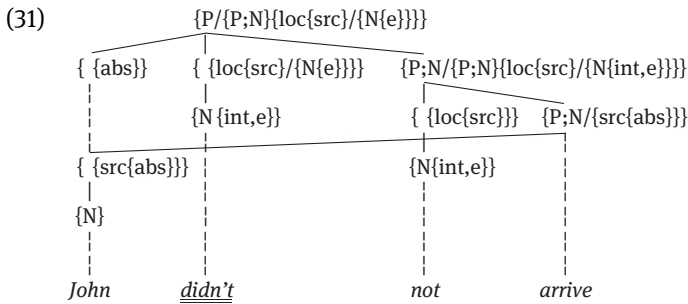 (31) {P/{P;N}{loc{src}/{N{e}}}}
{ {abs}} { {loc{src}/{N{e}}}} {P;N/{P;N}{loc{src}/{N{int,e}}}}
{N{int,e}} { {loc{src}}} {P;N/{src{abs}}}
{ {src{abs}}} {N{int,e}}
{N}
John didn't not arrive